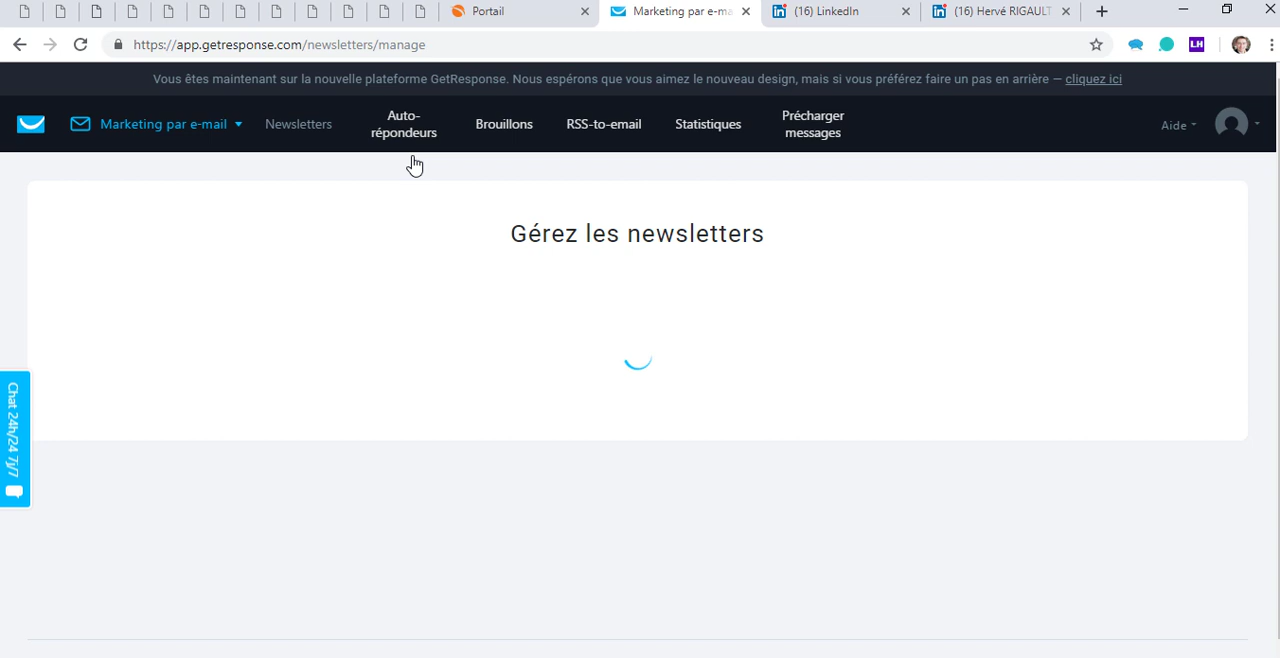 Portail
Marketing par e-ma
(16) LinkedIn
(16) Hervé RIGAULT
https://app.getresponse.com/newsletters/manage
LH
Vous êtes maintenant sur la nouvelle plateforme GetResponse. Nous espérons que vous aimez le nouveau design, mais si vous préférez faire un pas en arrière — cliquez ici
Marketing par e-mail
Newsletters
Auto-
répondeurs
Brouillons
RSS-to-email
Statistiques
Précharger
messages
Aide
Gérez les newsletters
Chat 24h/24 7j/7